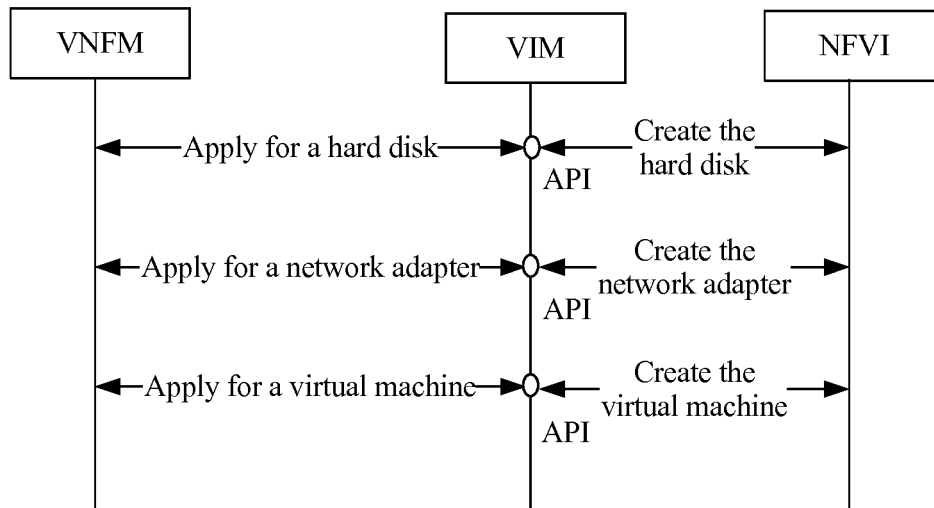 VNFM
VIM
NFVI
Apply for a hard disk
Create the
hard disk
API
Apply for a network adapter
Create the
network adapter
API
Apply for a virtual machine
Create the
virtual machine
API